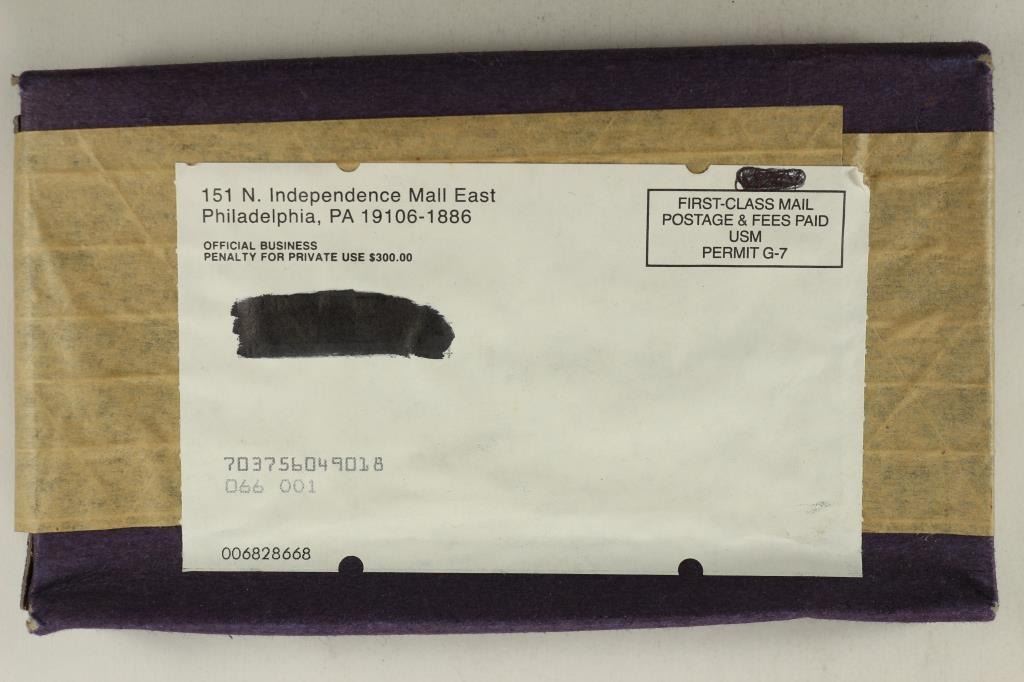 151 N. Independence Mall East
Philadelphia, PA 19106-1886
OFFICIAL BUSINESS
PENALTY FOR PRIVATE USE $300.00
FIRST-CLASS MAIL
POSTAGE & FEES PAID
USM
PERMIT G-7
703756049018
066 001
006828668